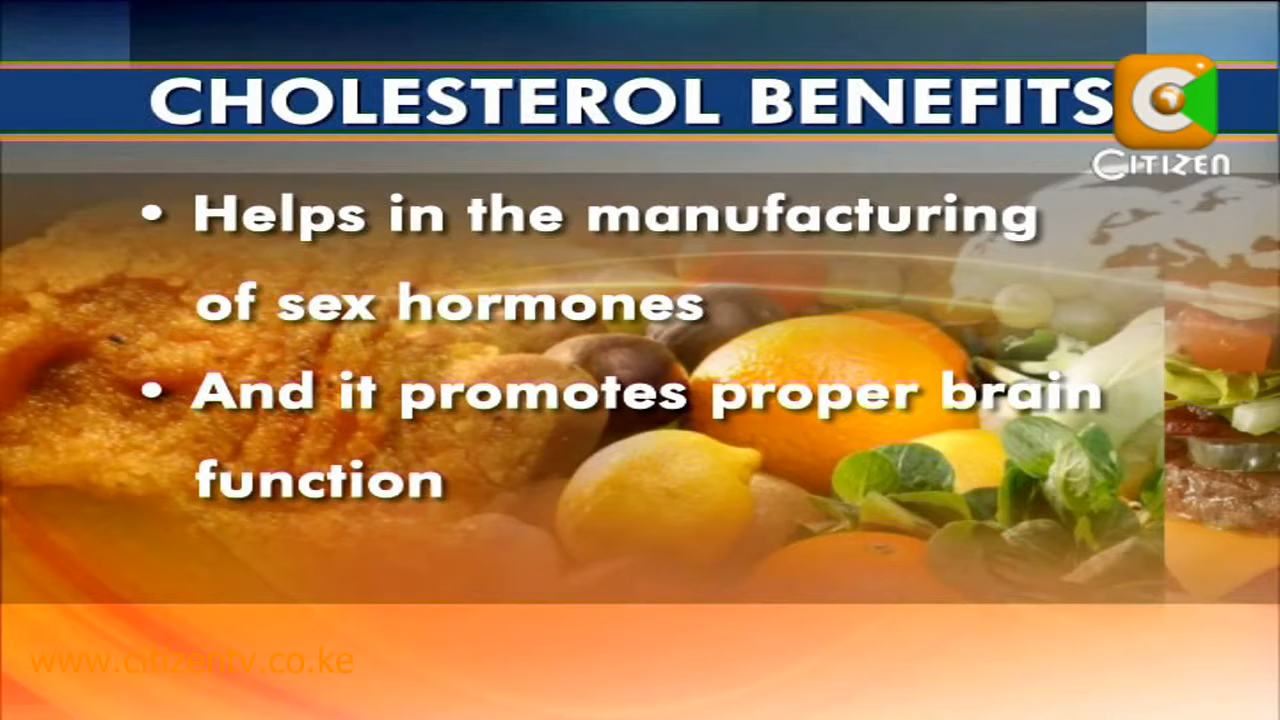 CHOLESTEROL BENEFITS
CITIZEN
• Helps in the manufacturing
of sex hormones
• And it promotes proper brain
function
www.citizentv.co.ke